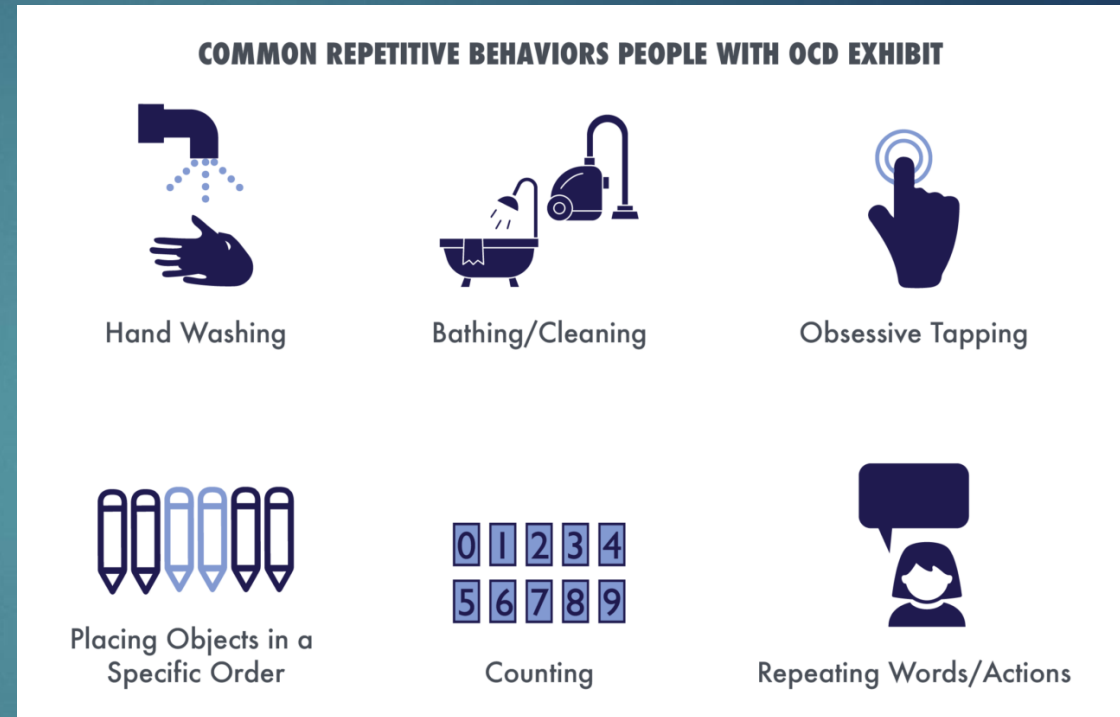 COMMON REPETITIVE BEHAVIORS PEOPLE WITH OCD EXHIBIT
Hand Washing
Bathing/Cleaning
Obsessive Tapping
Placing Objects in a
Specific Order
0 1 2 3 4
5 6 7 8 9
Counting
Repeating Words/Actions